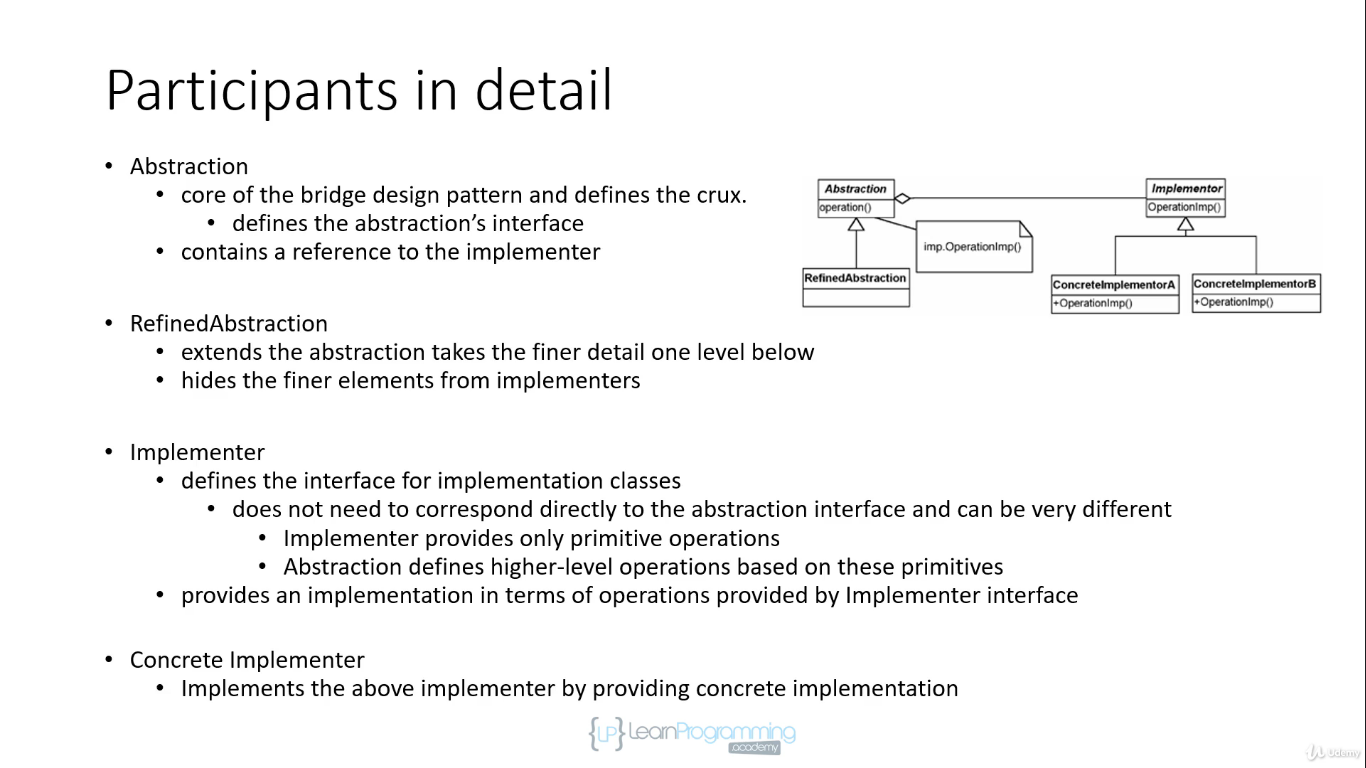 Participants in detail
• Abstraction
• core of the bridge design pattern and defines the crux.
• defines the abstraction’s interface
• contains a reference to the implementer
Abstraction
operation()
Implementor
OperationImp()
imp.OperationImp()
RefinedAbstraction
ConcreteImplementorA
+OperationImp()
ConcreteImplementorB
+OperationImp()
• RefinedAbstraction
• extends the abstraction takes the finer detail one level below
• hides the finer elements from implementers
• Implementer
• defines the interface for implementation classes
• does not need to correspond directly to the abstraction interface and can be very different
• Implementer provides only primitive operations
• Abstraction defines higher-level operations based on these primitives
• provides an implementation in terms of operations provided by Implementer interface
• Concrete Implementer
• Implements the above implementer by providing concrete implementation
{LP} LearnProgramming
.academy
Udemy